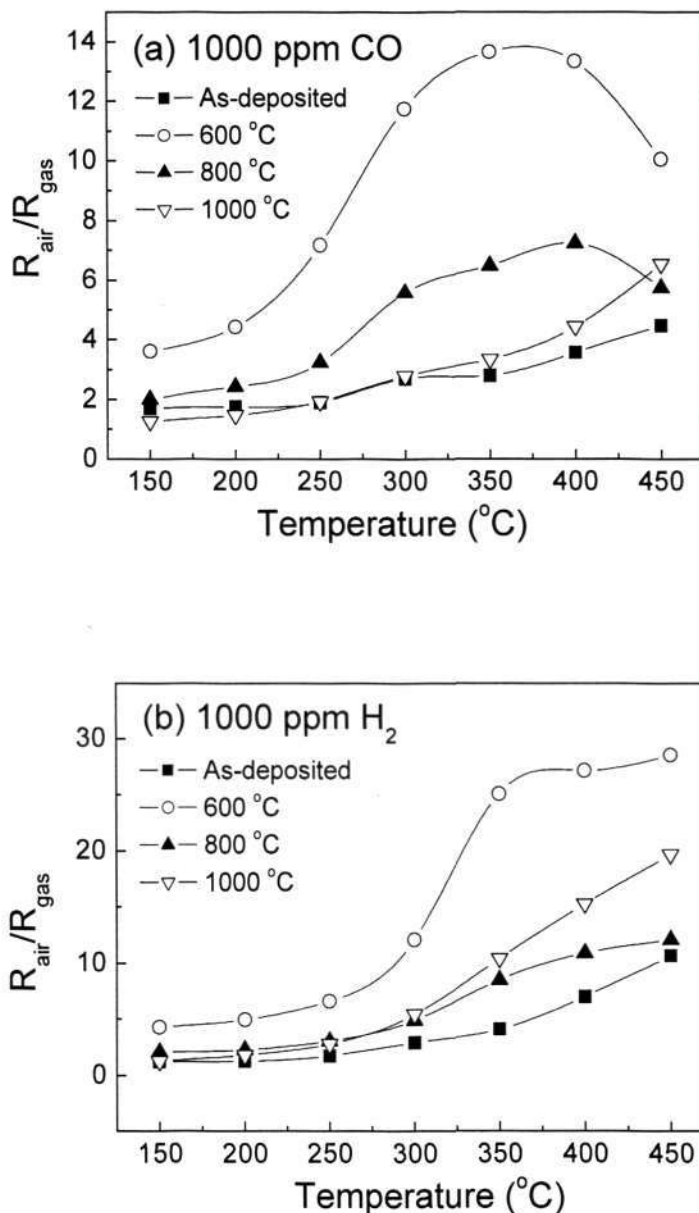 (a) 1000 ppm CO
As-deposited
600 °C
800 °C
1000 °C
R_air/R_gas
14
12
10
8
6
4
2
0
150 200 250 300 350 400 450
Temperature (°C)
(b) 1000 ppm H₂
As-deposited
600 °C
800 °C
1000 °C
R_air/R_gas
30
20
10
0
150 200 250 300 350 400 450
Temperature (°C)